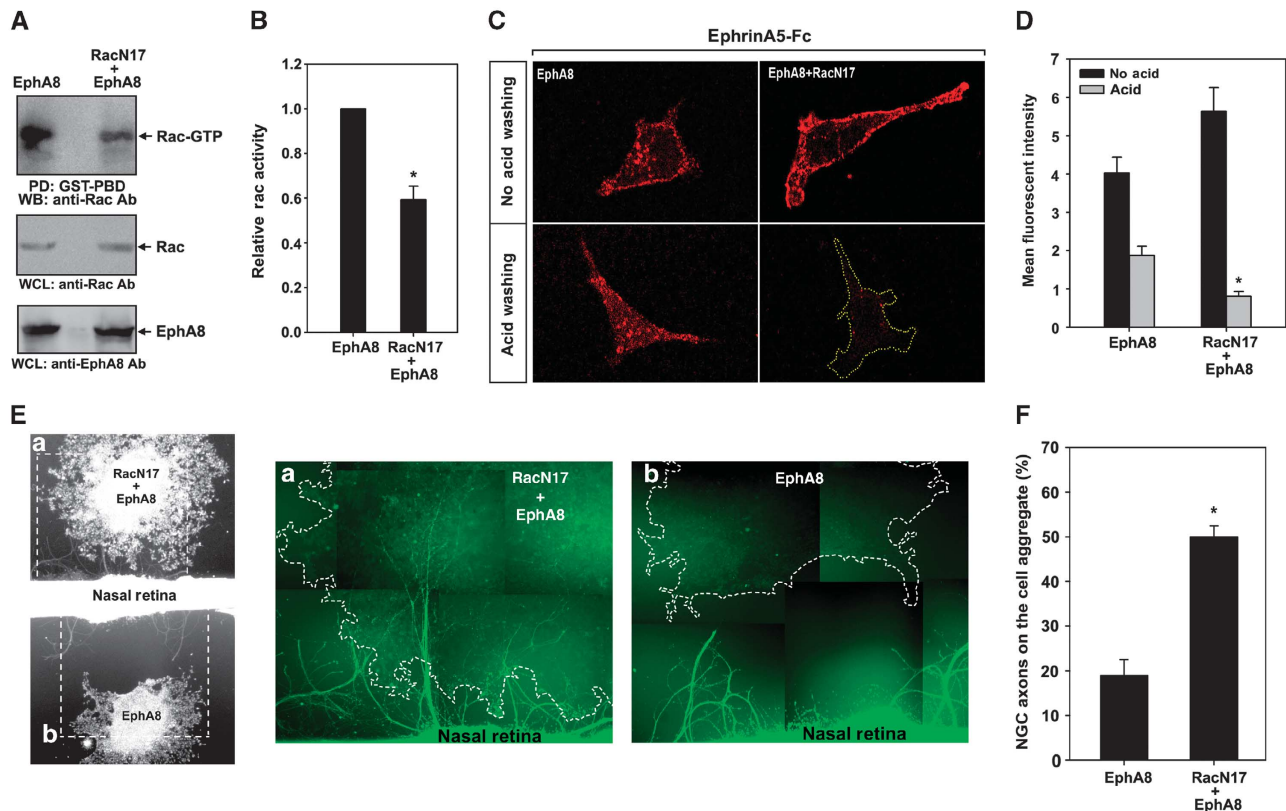 A
RacN17
+
EphA8 EphA8
Rac-GTP
PD: GST-PBD
WB: anti-Rac Ab
Rac
WCL: anti-Rac Ab
EphA8
WCL: anti-EphA8 Ab
B
Relative rac activity
1.2
1.0
0.8
0.6
0.4
0.2
0.0
*
EphA8 RacN17
+
EphA8
C
EphrinA5-Fc
No acid washing
Acid washing
EphA8
EphA8+RacN17
D
Mean fluorescent intensity
7
6
5
4
3
2
1
0
No acid
Acid
*
EphA8 RacN17
+
EphA8
E
a
RacN17
+
EphA8
Nasal retina
EphA8
b
a
RacN17
+
EphA8
Nasal retina
b
EphA8
Nasal retina
F
NGC axons on the cell aggregate (%)
70
60
50
40
30
20
10
0
*
EphA8 RacN17
+
EphA8